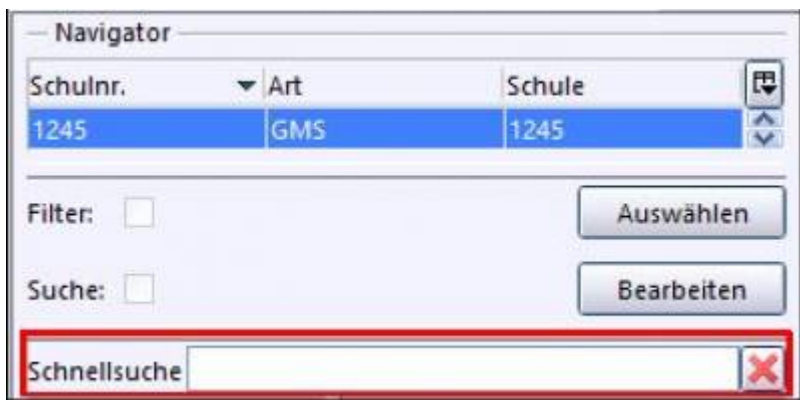 Navigator
Schulnr. Art Schule
1245 GMS 1245
Filter: Auswählen
Suche: Bearbeiten
Schnellsuche